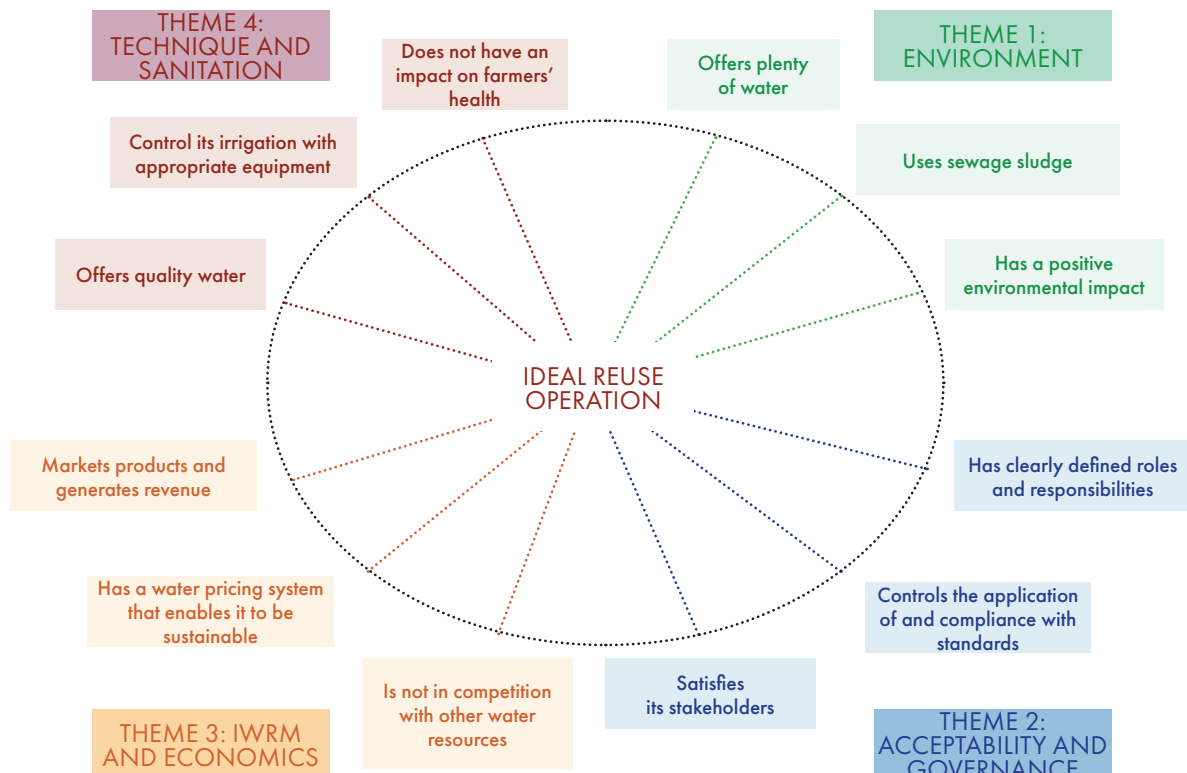 THEME 4:
TECHNIQUE AND
SANITATION
Does not have an
impact on farmers’
health
Offers plenty
of water
THEME 1:
ENVIRONMENT
Control its irrigation with
appropriate equipment
Uses sewage sludge
Offers quality water
Has a positive
environmental impact
IDEAL REUSE
OPERATION
Markets products and
generates revenue
Has clearly defined roles
and responsibilities
Has a water pricing system
that enables it to be
sustainable
Controls the application
of and compliance with
standards
Is not in competition
with other water
resources
Satisfies
its stakeholders
THEME 3: IWRM
AND ECONOMICS
THEME 2:
ACCEPTABILITY AND
GOVERNANCE